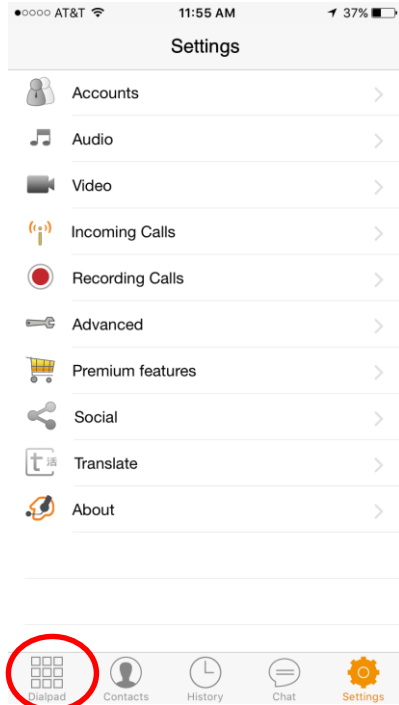 AT&T 11:55 AM 37%
Settings
Accounts
Audio
Video
Incoming Calls
Recording Calls
Advanced
Premium features
Social
t 活 Translate
About
Dialpad Contacts History Chat Settings